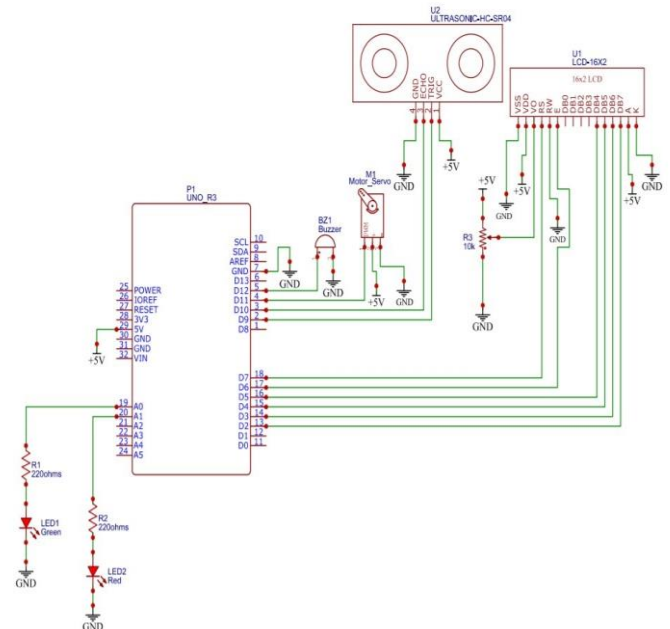 U2
ULTRASONIC-HC-SR04
GND
ECHO
TRIG
VCC
4
3
2
1
GND
+5V
U1
LCD-16X2
16x2 LCD
VSS
VDD
VO
RS
RW
E
DB0
DB1
DB2
DB3
DB4
DB5
DB6
DB7
A
K
GND
+5V
GND
+5V
GND
+5V
R3
10k
GND
M1
Motor_Servo
+5V
GND
BZ1
Buzzer
GND
GND
P1
UNO_R3
SCL 10
SDA 9
AREF 8
GND 7
D13 6
D12 5
D11 4
D10 3
D9 2
D8 1
25 POWER
26 IOREF
27 RESET
28 3V3
29 5V
30 GND
31 GND
32 VIN
+5V
D7 18
D6 17
D5 16
D4 15
D3 14
D2 13
D1 12
D0 11
19 A0
20 A1
21 A2
22 A3
23 A4
24 A5
R1
220ohms
LED1
Green
GND
R2
220ohms
LED2
Red
GND